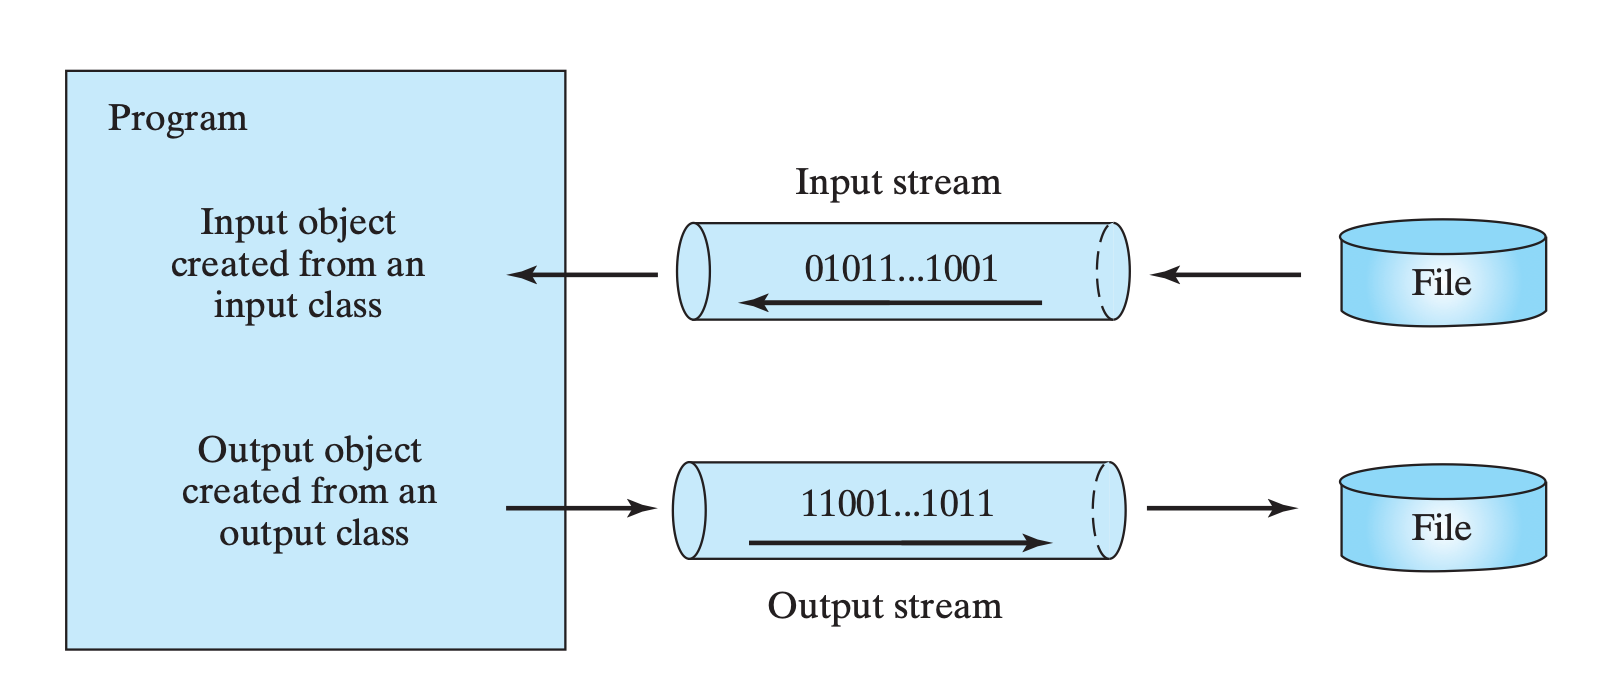 Program
Input object
created from an
input class
Input stream
01011...1001
File
Output object
created from an
output class
11001...1011
Output stream
File